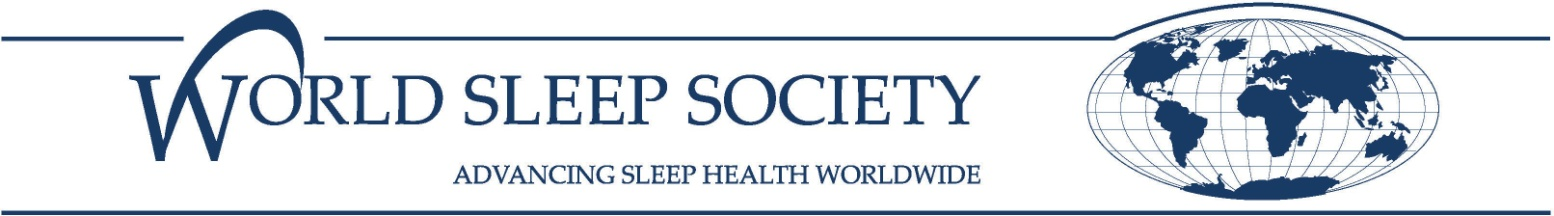 WORLD SLEEP SOCIETY
ADVANCING SLEEP HEALTH WORLDWIDE